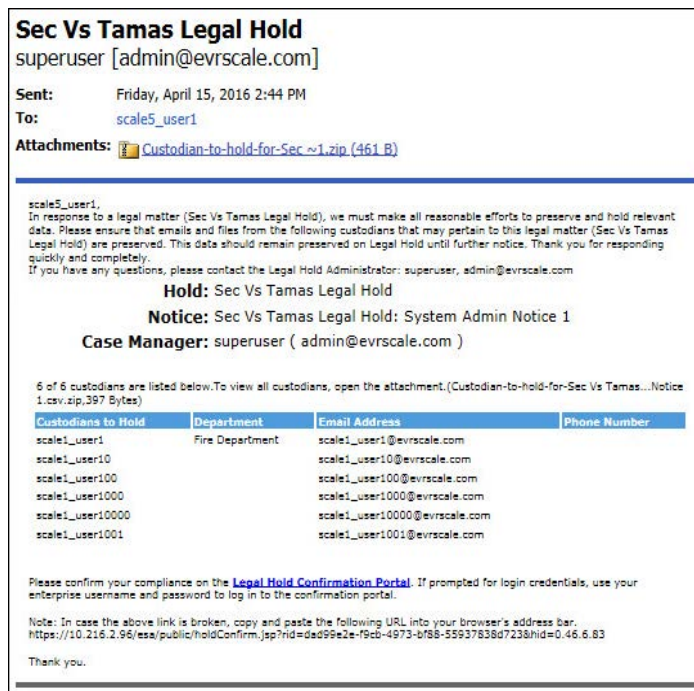 Sec Vs Tamas Legal Hold
superuser [admin@evrscale.com]
Sent: Friday, April 15, 2016 2:44 PM
To: scale5_user1
Attachments: Custodian-to-hold-for-Sec ~1.zip (461 B)
scale5_user1,
In response to a legal matter (Sec Vs Tamas Legal Hold), we must make all reasonable efforts to preserve and hold relevant
data. Please ensure that emails and files from the following custodians that may pertain to this legal matter (Sec Vs Tamas
Legal Hold) are preserved. This data should remain preserved on Legal Hold until further notice. Thank you for responding
quickly and completely.
If you have any questions, please contact the Legal Hold Administrator: superuser, admin@evrscale.com
Hold: Sec Vs Tamas Legal Hold
Notice: Sec Vs Tamas Legal Hold: System Admin Notice 1
Case Manager: superuser ( admin@evrscale.com )
6 of 6 custodians are listed below.To view all custodians, open the attachment.(Custodian-to-hold-for-Sec Vs Tamas...Notice
1.csv.zip,397 Bytes)
Custodians to Hold Department Email Address Phone Number
scale1_user1 Fire Department scale1_user1@evrscale.com
scale1_user10 scale1_user10@evrscale.com
scale1_user100 scale1_user100@evrscale.com
scale1_user1000 scale1_user1000@evrscale.com
scale1_user10000 scale1_user10000@evrscale.com
scale1_user1001 scale1_user1001@evrscale.com
Please confirm your compliance on the Legal Hold Confirmation Portal. If prompted for login credentials, use your
enterprise username and password to log in to the confirmation portal.
Note: In case the above link is broken, copy and paste the following URL into your browser's address bar.
https://10.216.2.96/esa/public/holdConfirm.jsp?rid=dad99e2e-f9cb-4973-bf88-55937838d723&hid=0.46.6.83
Thank you.